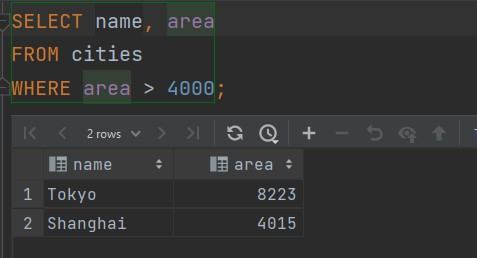 SELECT name, area
FROM cities
WHERE area > 4000;
2 rows
name area
1 Tokyo 8223
2 Shanghai 4015